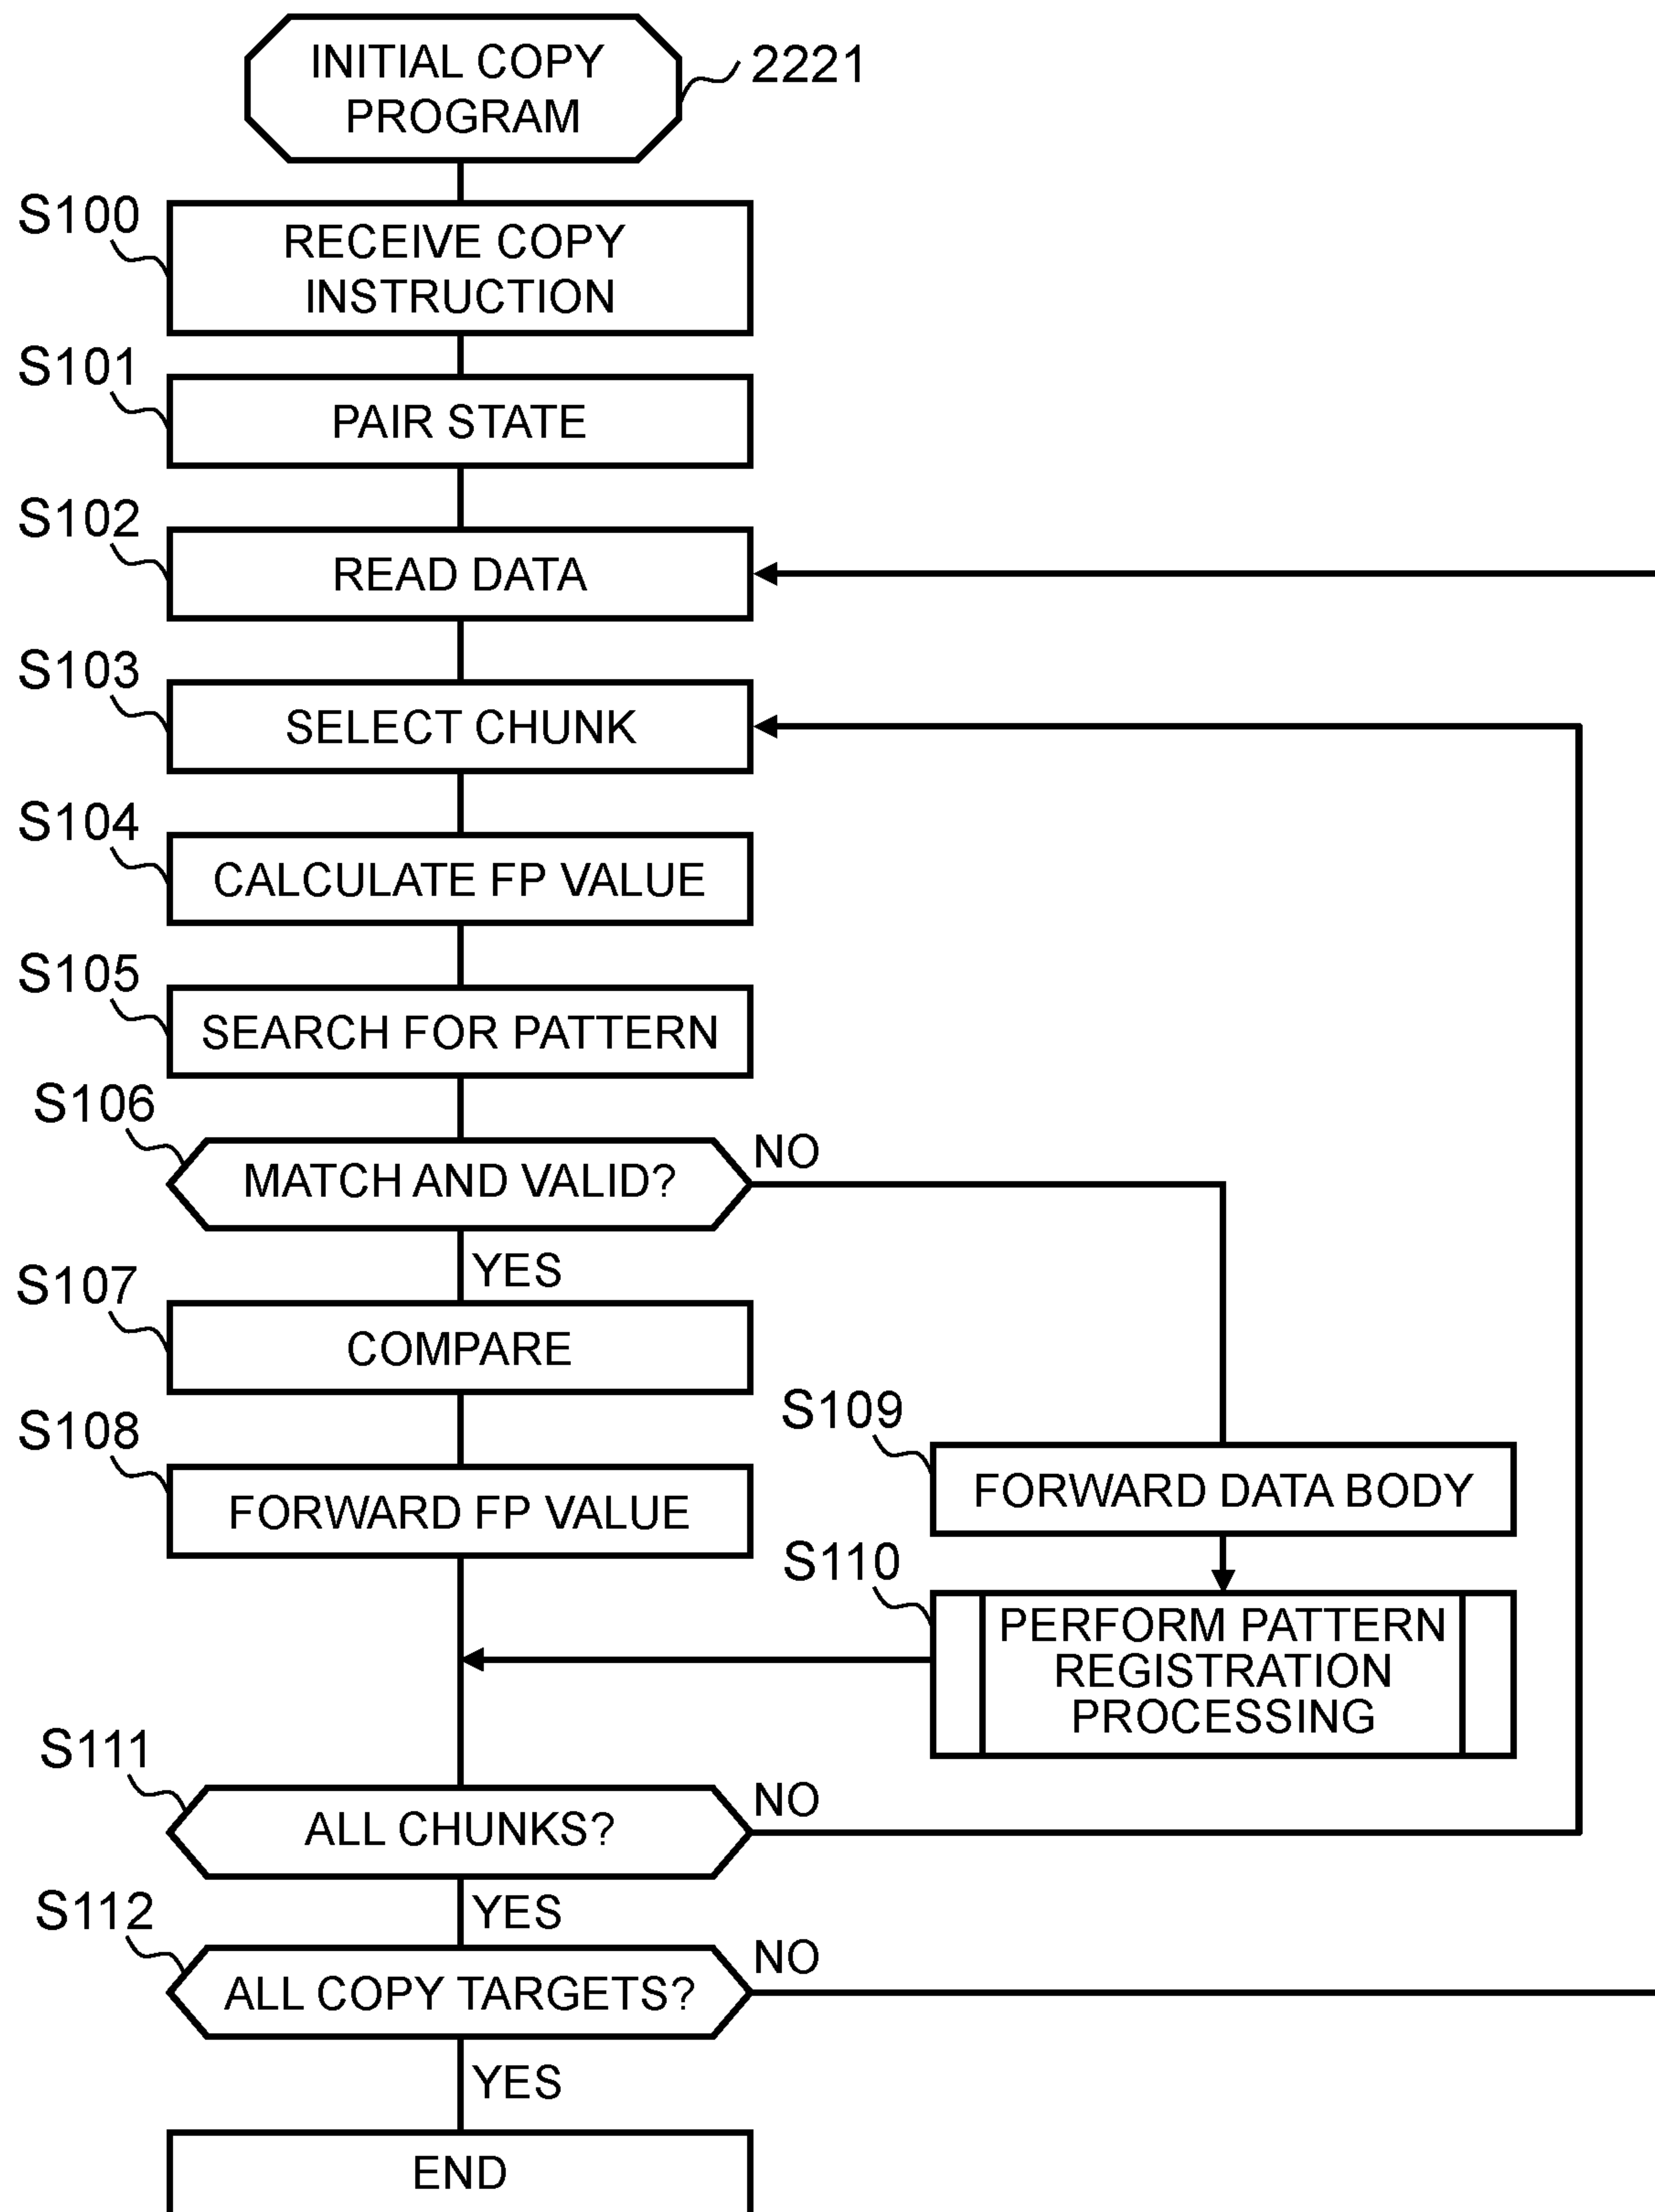 INITIAL COPY
PROGRAM
2221
S100
RECEIVE COPY
INSTRUCTION
S101
PAIR STATE
S102
READ DATA
S103
SELECT CHUNK
S104
CALCULATE FP VALUE
S105
SEARCH FOR PATTERN
S106
MATCH AND VALID?
NO
YES
S107
COMPARE
S108
FORWARD FP VALUE
S109
FORWARD DATA BODY
S110
PERFORM PATTERN
REGISTRATION
PROCESSING
S111
ALL CHUNKS?
NO
YES
S112
ALL COPY TARGETS?
NO
YES
END